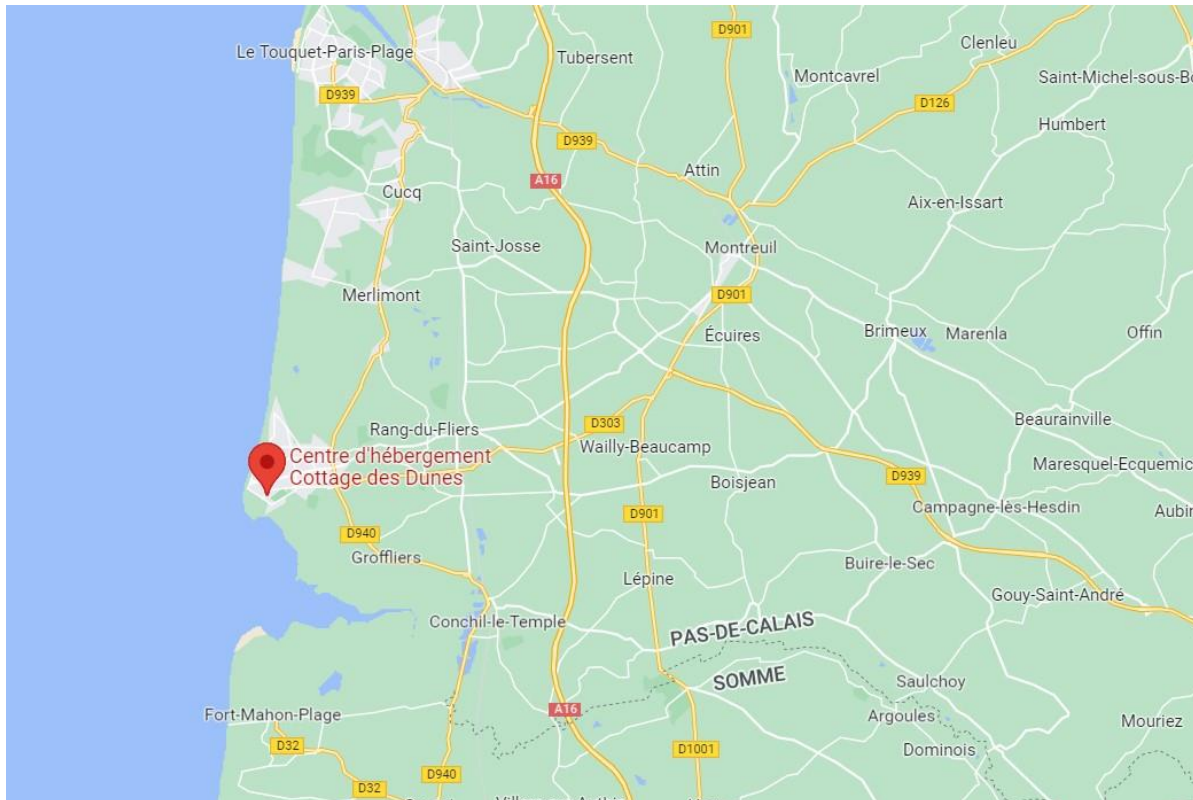 D901
Clenleu
Le Touquet-Paris-Plage
Tubersent
Montcavrel
Saint-Michel-sous-Bo
D939
D126
Humbert
D939
Attin
A16
Cucq
Aix-en-Issart
Saint-Josse
Montreuil
Merlimont
D901
Écuires
Brimeux
Marenla
Offin
Rang-du-Fliers
D303
Beaurainville
Wailly-Beaucamp
Centre d'hébergement
Cottage des Dunes
Maresquel-Ecquemic
Boisjean
D939
Campagne-lès-Hesdin
Aubin
D901
D940
Groffliers
Buire-le-Sec
Lépine
Gouy-Saint-André
Conchil-le-Temple
PAS-DE-CALAIS
SOMME
Saulchoy
Fort-Mahon-Plage
A16
Argoules
Mouriez
D32
D1001
Dominois
D940
D32